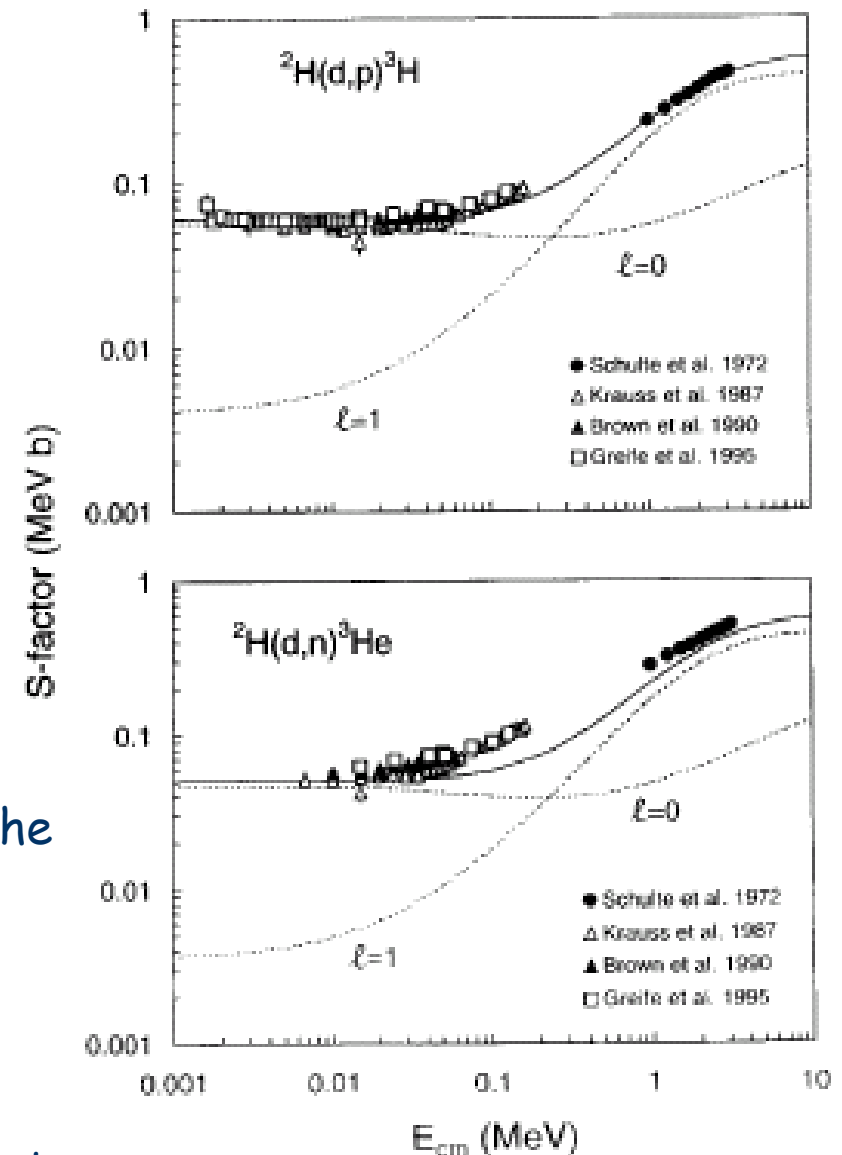 1
²H(d,p)³H
0.1
ℓ=0
0.01
ℓ=1
● Schulte et al. 1972
△ Krauss et al. 1987
▲ Brown et al. 1990
□ Greife et al. 1995
0.001
S-factor (MeV b)
1
²H(d,n)³He
0.1
he
ℓ=0
0.01
ℓ=1
● Schulte et al. 1972
△ Krauss et al. 1987
▲ Brown et al. 1990
□ Greife et al. 1995
0.001
0.001 0.01 0.1 1 10
E_cm (MeV)